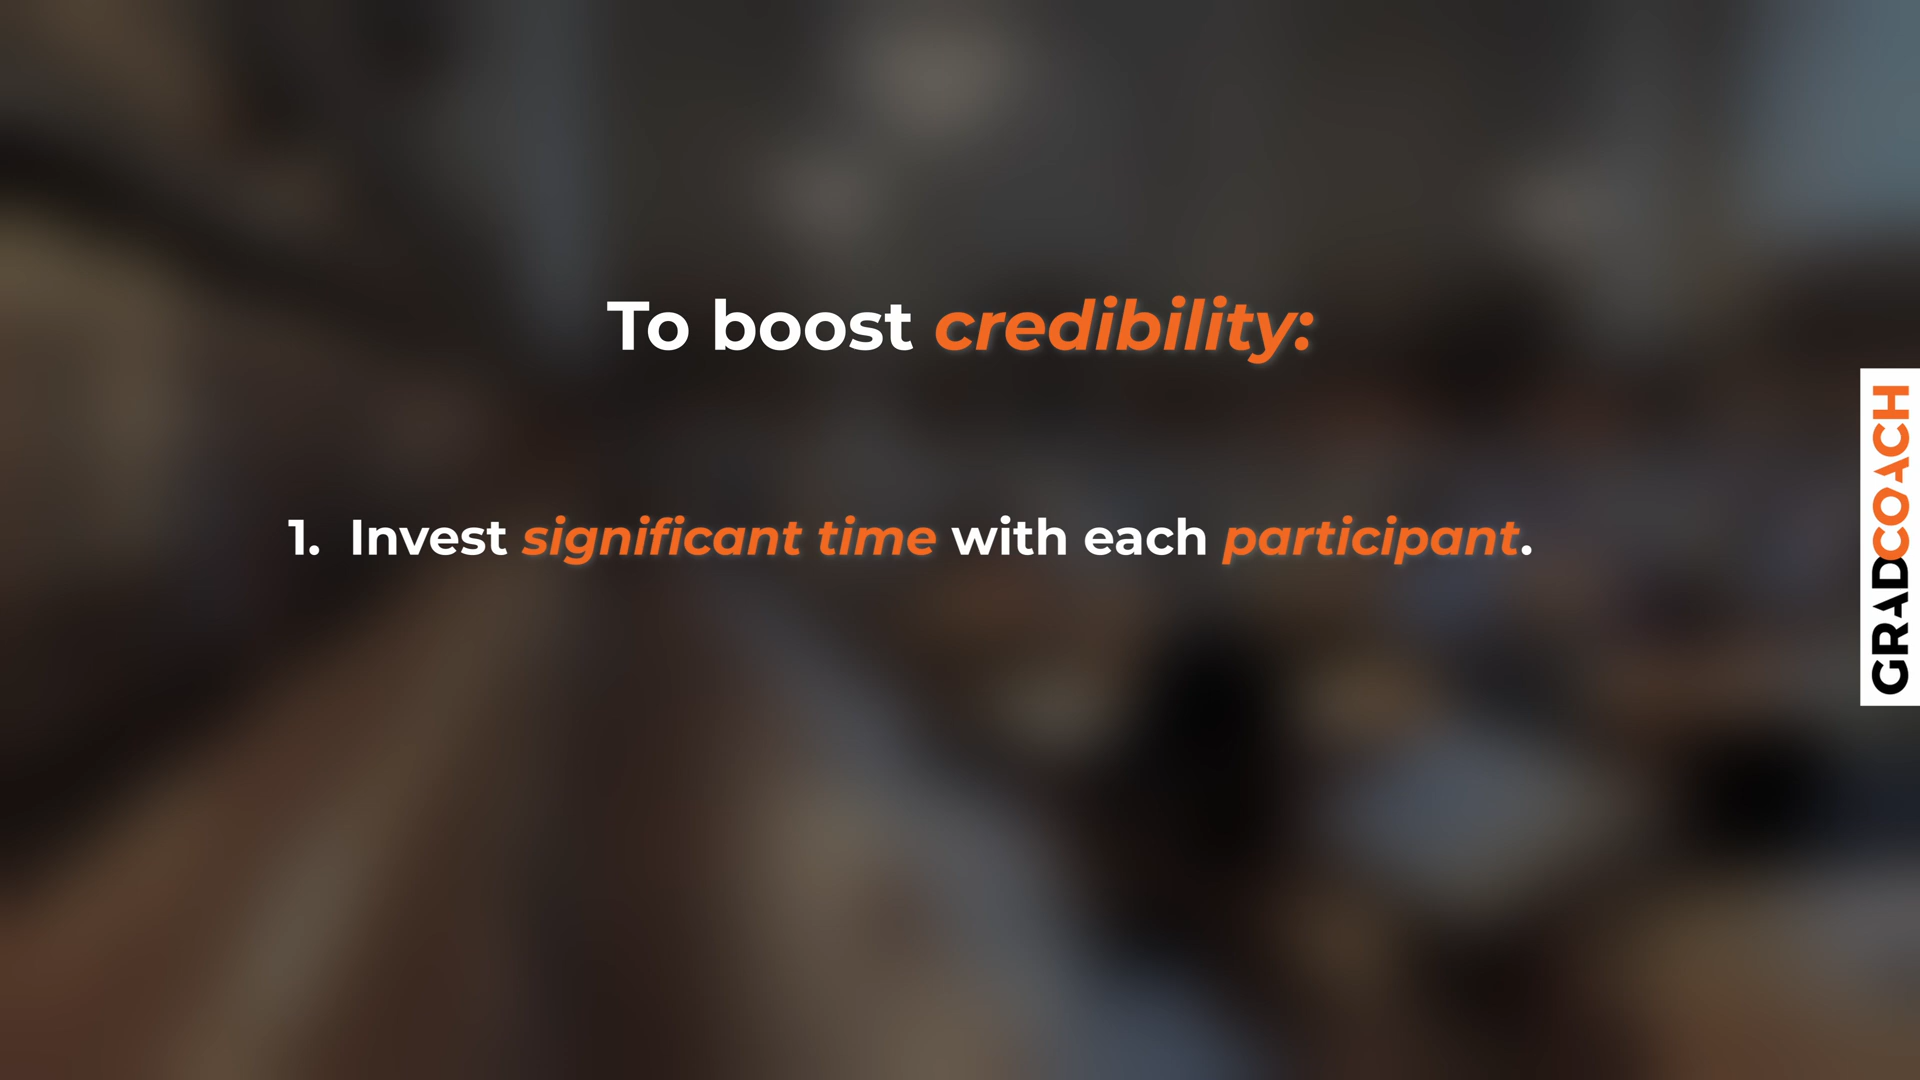 To boost credibility:
1. Invest significant time with each participant.
GRADCOACH